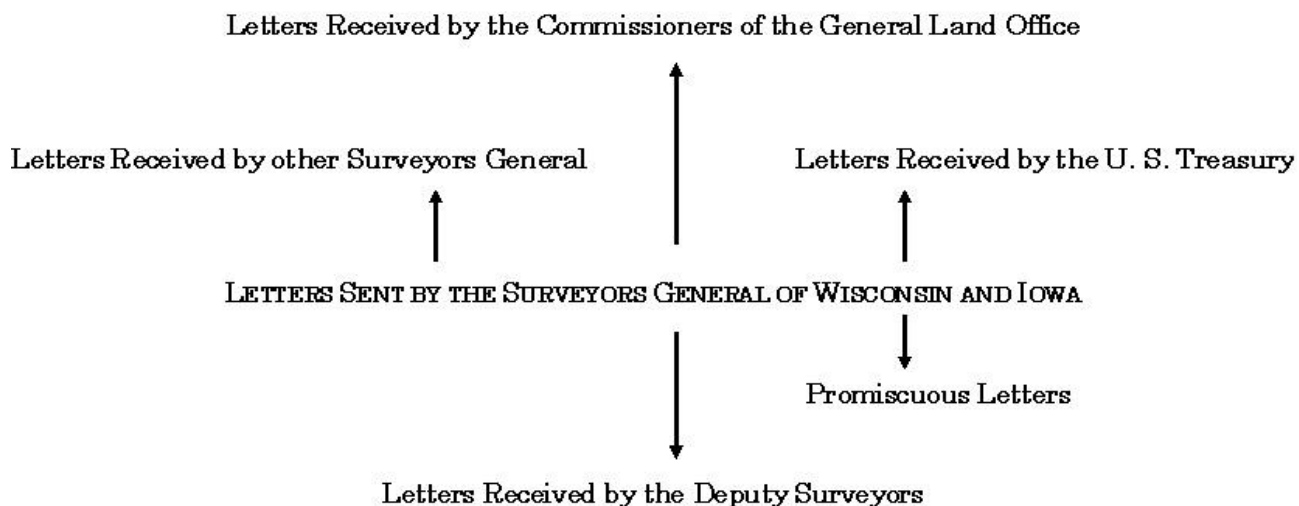 Letters Received by the Commissioners of the General Land Office
Letters Received by other Surveyors General
Letters Received by the U. S. Treasury
LETTERS SENT BY THE SURVEYORS GENERAL OF WISCONSIN AND IOWA
Promiscuous Letters
Letters Received by the Deputy Surveyors